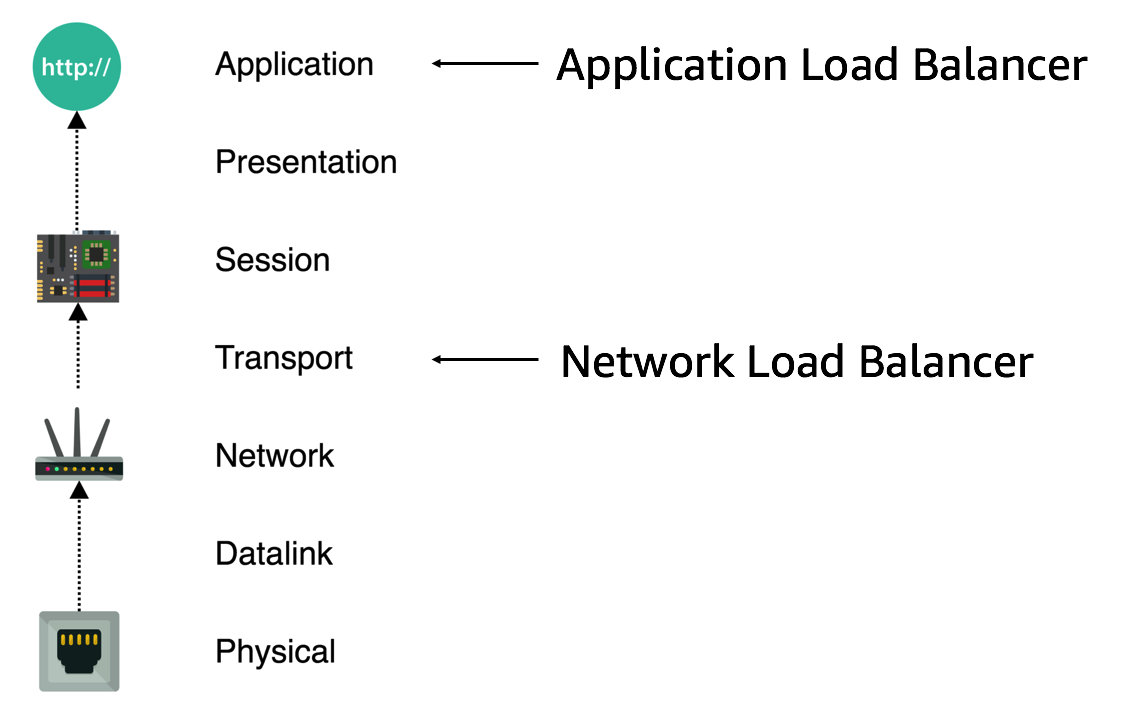 http://
Application
Application Load Balancer
Presentation
Session
Transport
Network Load Balancer
Network
Datalink
Physical